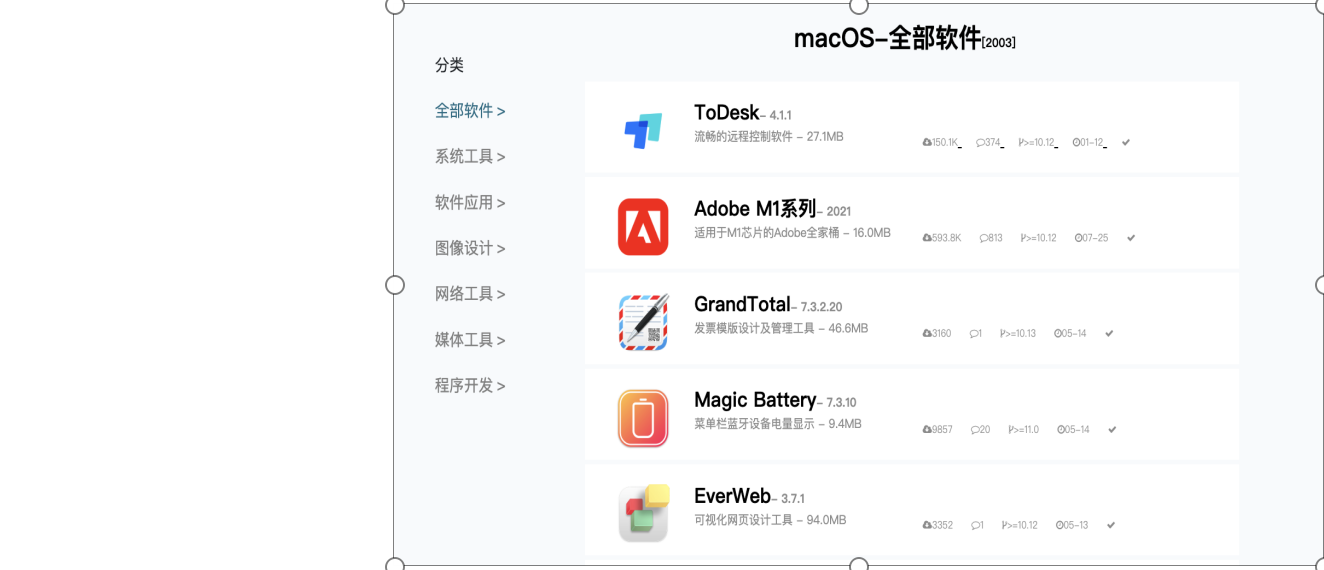 macOS-全部软件[2003]
分类
全部软件 >
系统工具 >
软件应用 >
图像设计 >
网络工具 >
媒体工具 >
程序开发 >
ToDesk- 4.1.1
流畅的远程控制软件 - 27.1MB
150.1K 374 >=10.12 01-12
Adobe M1系列- 2021
适用于M1芯片的Adobe全家桶 - 16.0MB
593.8K 813 >=10.12 07-25
GrandTotal- 7.3.2.20
发票模版设计及管理工具 - 46.6MB
3160 1 >=10.13 05-14
Magic Battery- 7.3.10
菜单栏蓝牙设备电量显示 - 9.4MB
9857 20 >=11.0 05-14
EverWeb- 3.7.1
可视化网页设计工具 - 94.0MB
3352 1 >=10.12 05-13